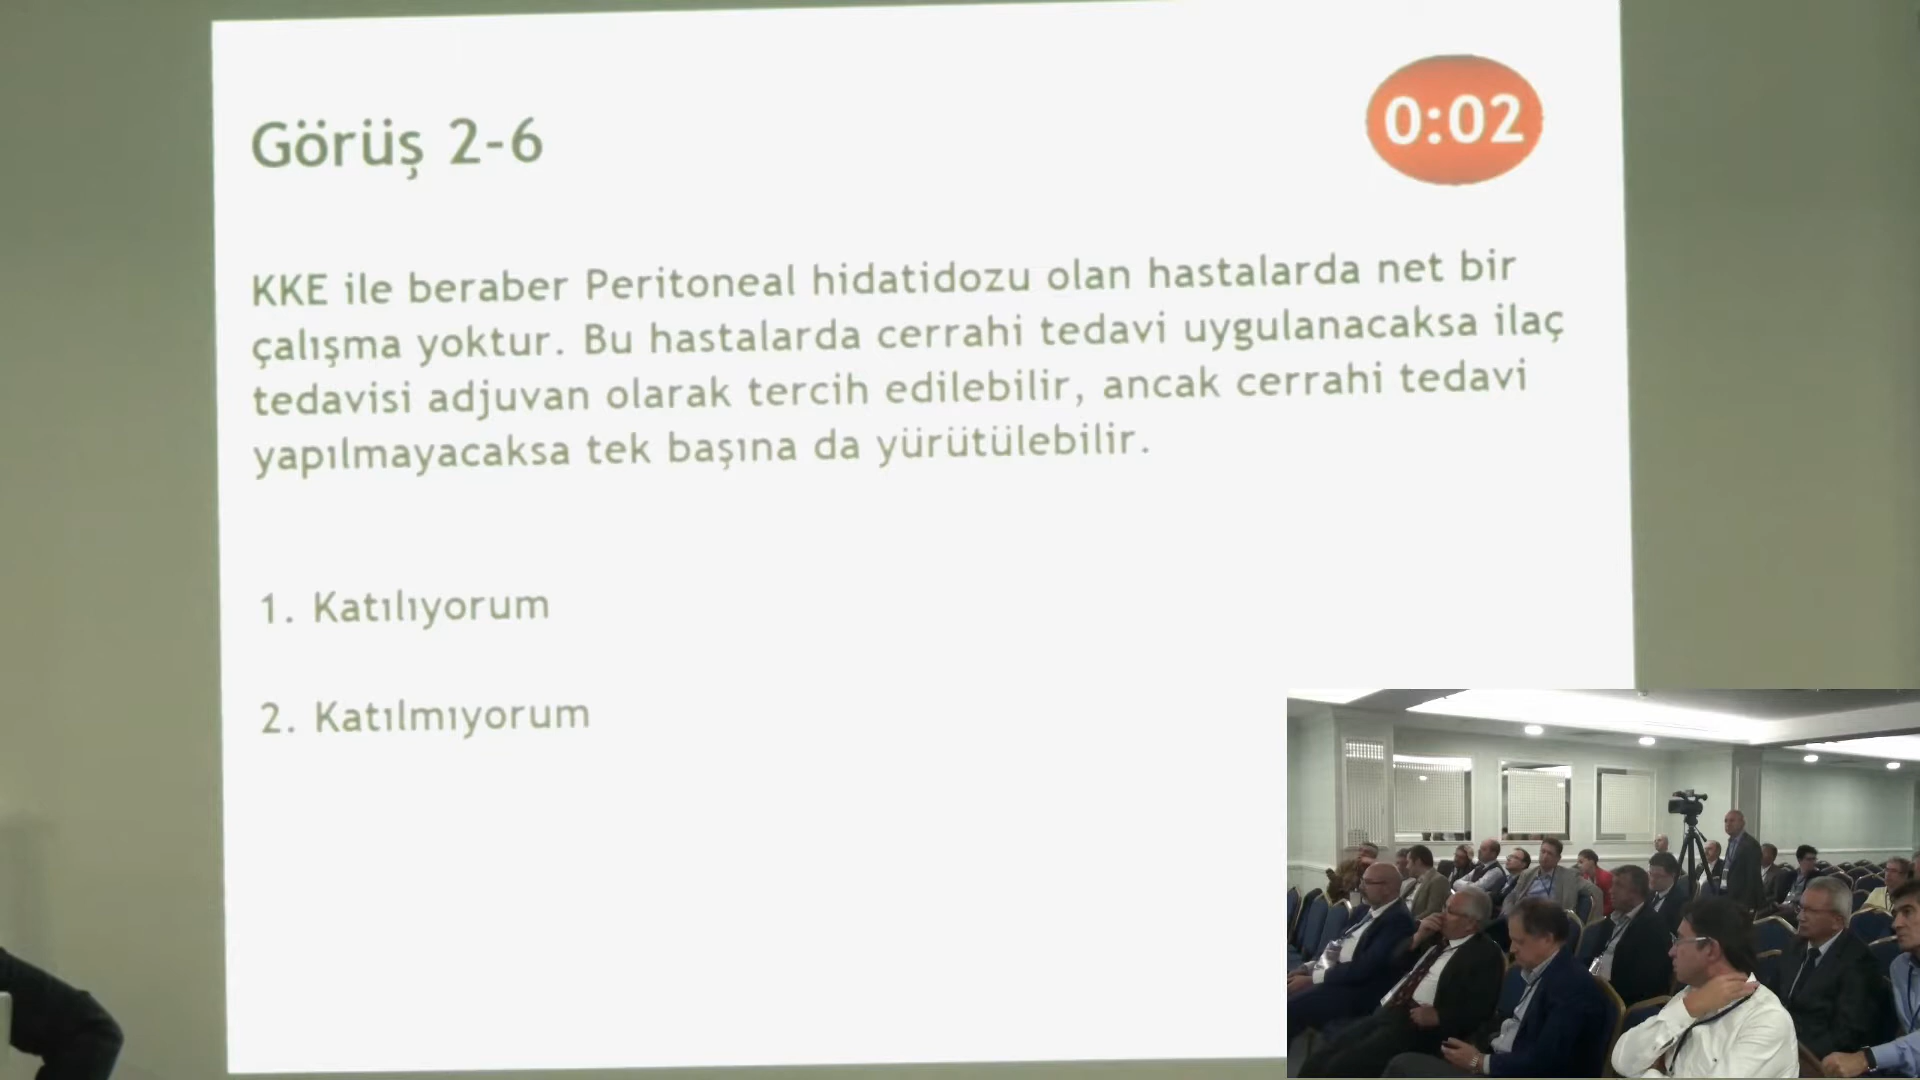 Görüş 2-6
0:02
KKE ile beraber Peritoneal hidatidozu olan hastalarda net bir
çalışma yoktur. Bu hastalarda cerrahi tedavi uygulanacaksa ilaç
tedavisi adjuvan olarak tercih edilebilir, ancak cerrahi tedavi
yapılmayacaksa tek başına da yürütülebilir.
1. Katılıyorum
2. Katılmıyorum